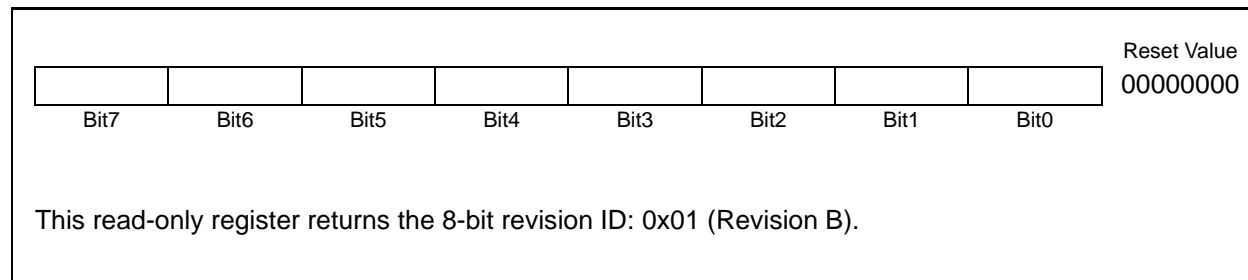 Reset Value
00000000
Bit7 Bit6 Bit5 Bit4 Bit3 Bit2 Bit1 Bit0
This read-only register returns the 8-bit revision ID: 0x01 (Revision B).